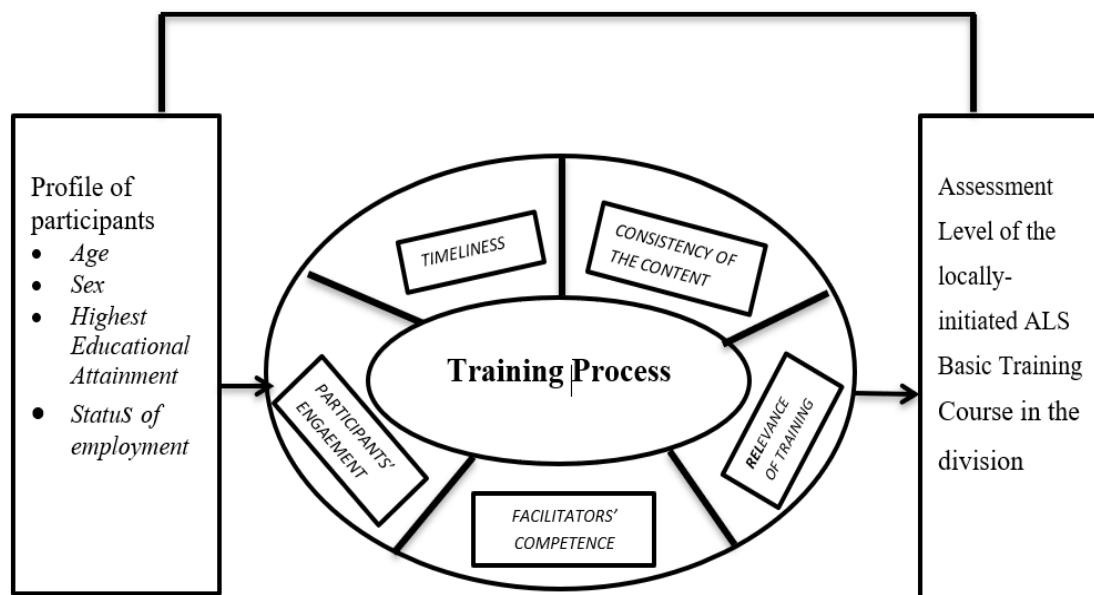 Profile of
participants
• Age
• Sex
• Highest
Educational
Attainment
• Status of
employment
TIMELINESS
CONSISTENCY OF
THE CONTENT
Training Process
PARTICIPANTS'
ENGAEMENT
RELEVANCE
OF TRAINING
FACILITATORS'
COMPETENCE
Assessment
Level of the
locally-
initiated ALS
Basic Training
Course in the
division